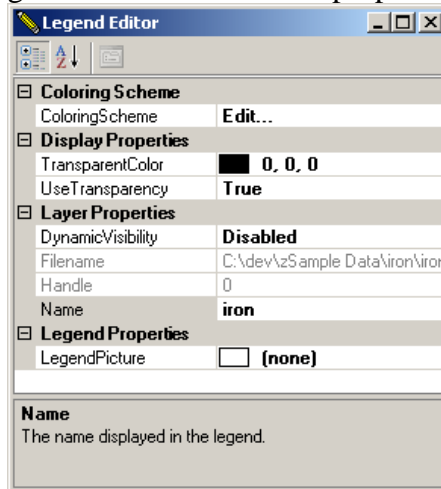 Legend Editor
Coloring Scheme
ColoringScheme Edit...
Display Properties
TransparentColor 0, 0, 0
UseTransparency True
Layer Properties
DynamicVisibility Disabled
Filename C:\dev\zSample Data\iron\iron
Handle 0
Name iron
Legend Properties
LegendPicture (none)
Name
The name displayed in the legend.